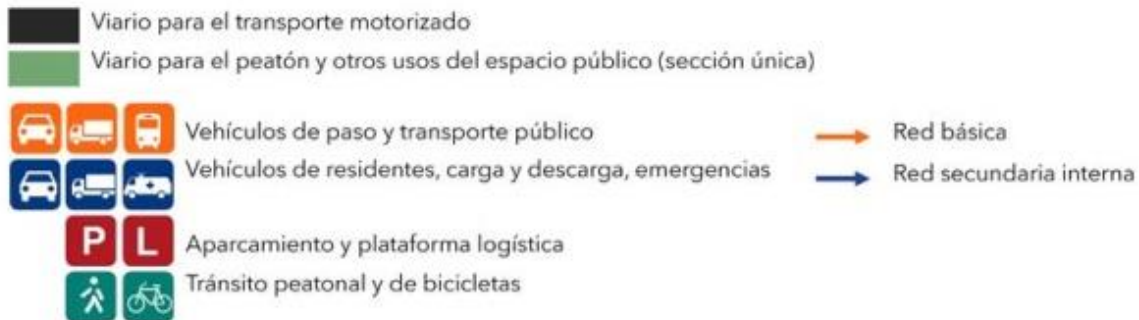 Viario para el transporte motorizado
Viario para el peatón y otros usos del espacio público (sección única)
Vehículos de paso y transporte público
Red básica
Vehículos de residentes, carga y descarga, emergencias
Red secundaria interna
P L
Aparcamiento y plataforma logística
Tránsito peatonal y de bicicletas